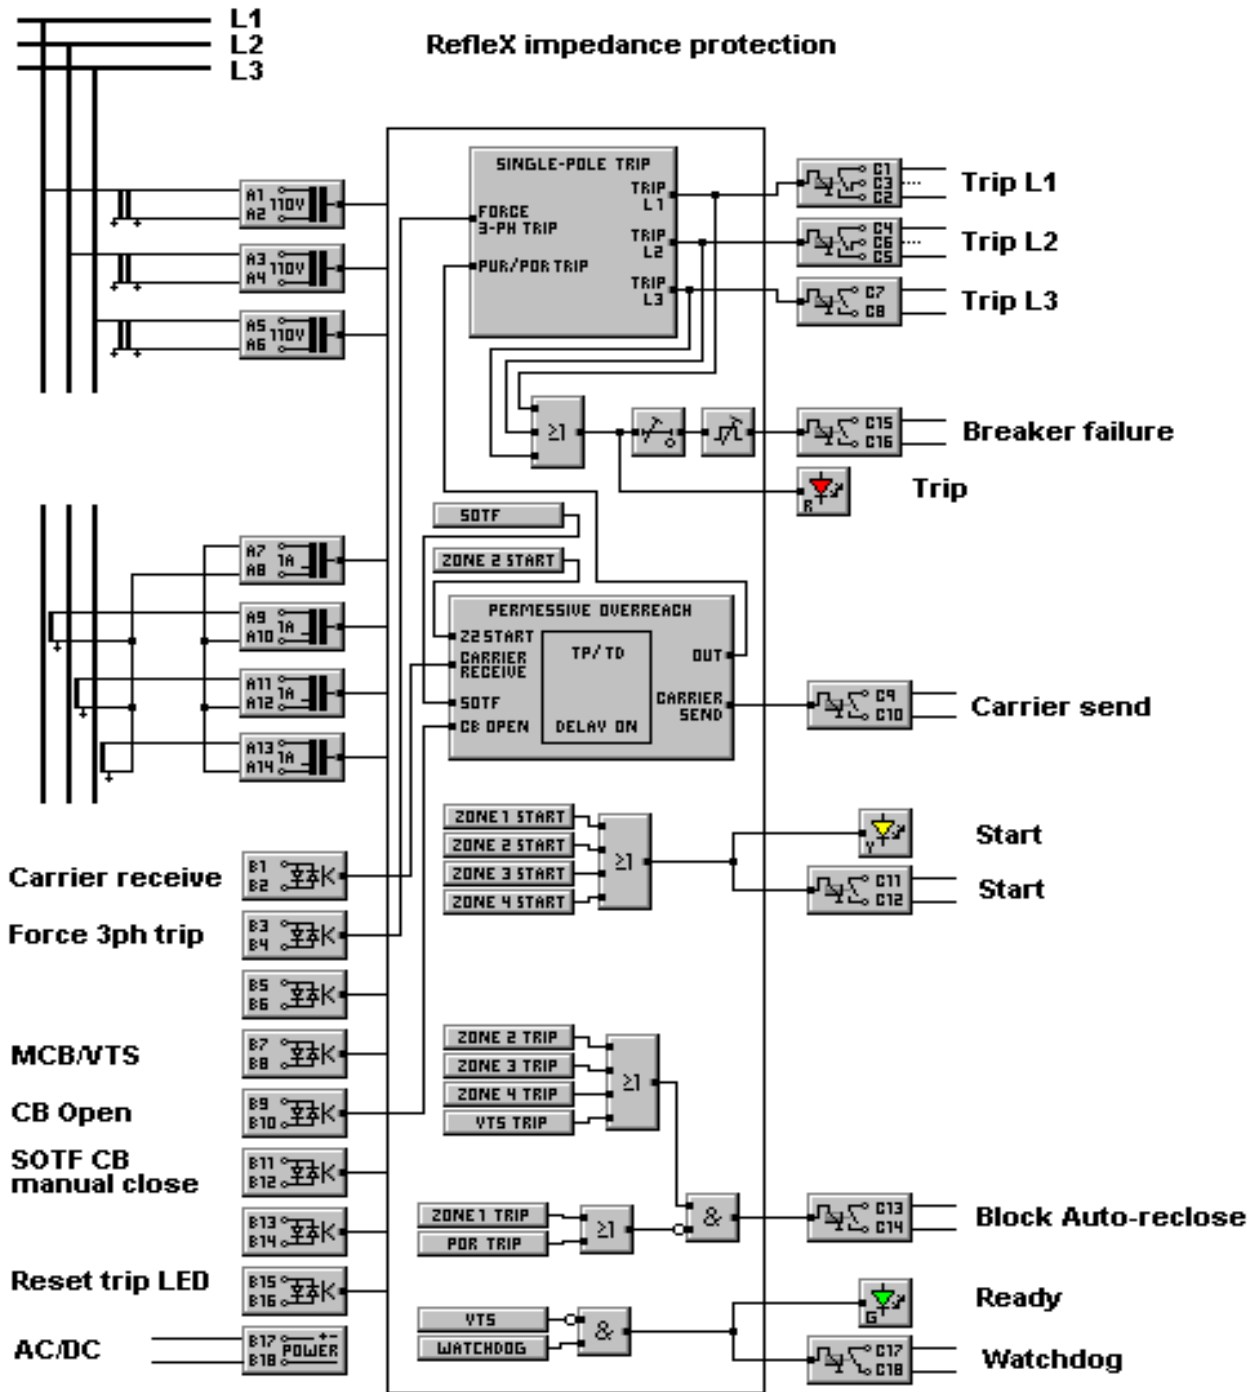 L1
L2
L3
RefleX impedance protection
A1
A2
110V
A3
A4
110V
A5
A6
110V
SINGLE-POLE TRIP
TRIP
L1
FORCE
3-PH TRIP
TRIP
L2
PUR/POR TRIP
TRIP
L3
C1
C3
C2
Trip L1
C4
C6
C5
Trip L2
C7
C8
Trip L3
≥1
C15
C16
Breaker failure
R
Trip
SOTF
ZONE 2 START
A7
A8
1A
A9
A10
1A
A11
A12
1A
A13
A14
1A
PERMESSIVE OVERREACH
Z2 START
CARRIER
RECEIVE
SOTF
CB OPEN
TP/TD
DELAY ON
OUT
CARRIER
SEND
C9
C10
Carrier send
ZONE 1 START
ZONE 2 START
ZONE 3 START
ZONE 4 START
≥1
Y
Start
C11
C12
Start
Carrier receive
B1
B2
Force 3ph trip
B3
B4
B5
B6
MCB/VTS
B7
B8
CB Open
B9
B10
SOTF CB
manual close
B11
B12
B13
B14
Reset trip LED
B15
B16
AC/DC
B17
B18
+-
POWER
ZONE 2 TRIP
ZONE 3 TRIP
ZONE 4 TRIP
VTS TRIP
≥1
ZONE 1 TRIP
POR TRIP
≥1
&
C13
C14
Block Auto-reclose
VTS
WATCHDOG
&
G
Ready
C17
C18
Watchdog